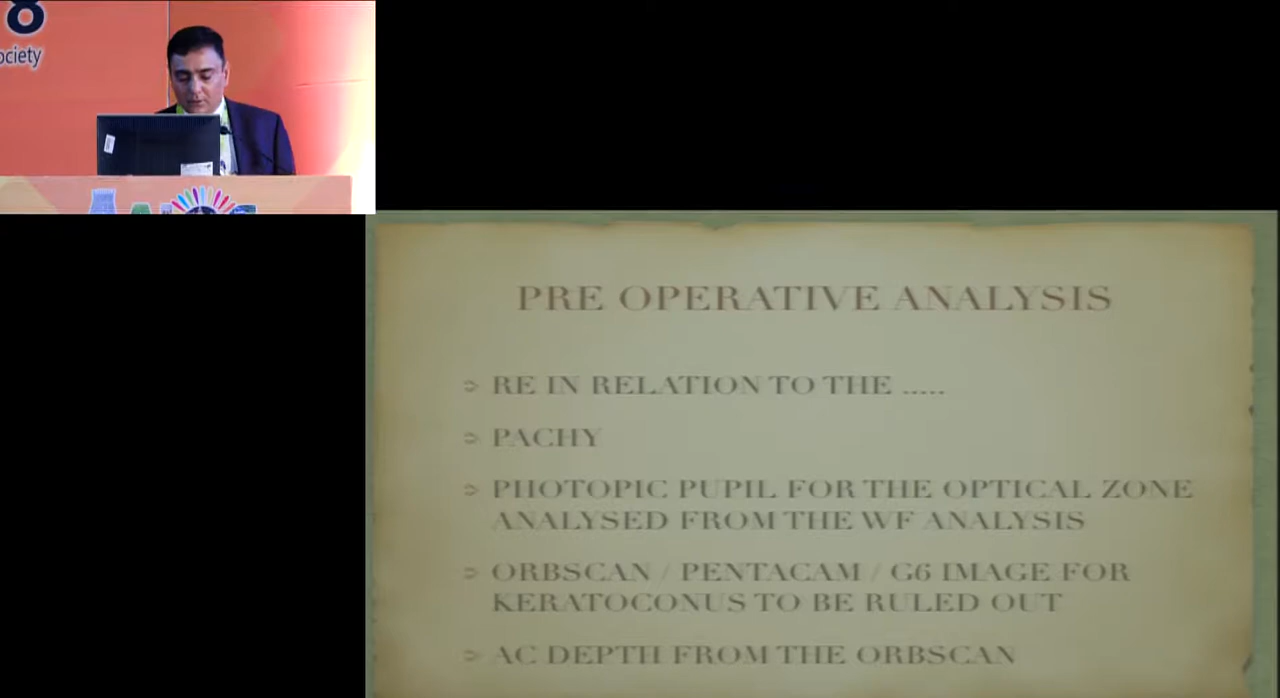 8
ociety
PRE OPERATIVE ANALYSIS
RE IN RELATION TO THE .....
PACHY
PHOTOPIC PUPIL FOR THE OPTICAL ZONE
ANALYSED FROM THE WF ANALYSIS
ORBSCAN / PENTACAM / G6 IMAGE FOR
KERATOCONUS TO BE RULED OUT
AC DEPTH FROM THE ORBSCAN